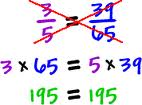 3/5 = 39/65
3 × 65 = 5 × 39
195 = 195